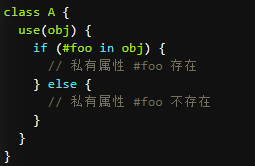 class A {
  use(obj) {
    if (#foo in obj) {
      // 私有属性 #foo 存在
    } else {
      // 私有属性 #foo 不存在
    }
  }
}